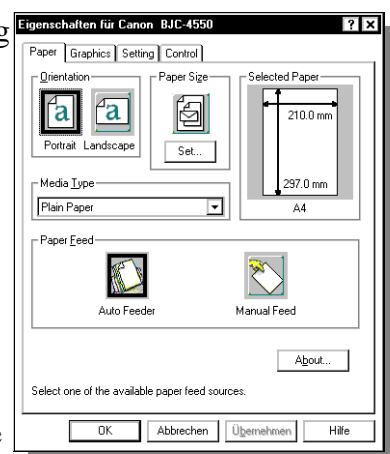 g
Eigenschaften für Canon BJC-4550
Paper Graphics Setting Control
Orientation
Portrait Landscape
Paper Size
Set...
Selected Paper
210.0 mm
297.0 mm
A4
Media Type
Plain Paper
Paper Feed
Auto Feeder Manual Feed
About...
Select one of the available paper feed sources.
e
OK Abbrechen Übernehmen Hilfe